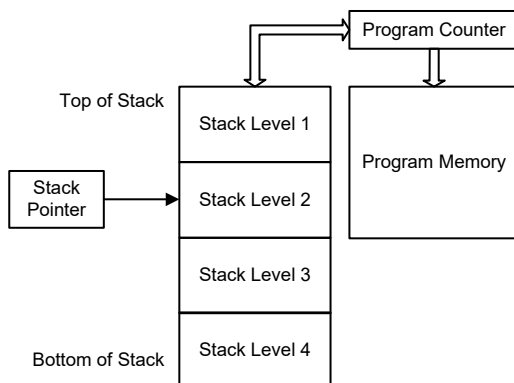 Program Counter
Top of Stack
Stack Level 1
Program Memory
Stack
Pointer
Stack Level 2
Stack Level 3
Bottom of Stack
Stack Level 4